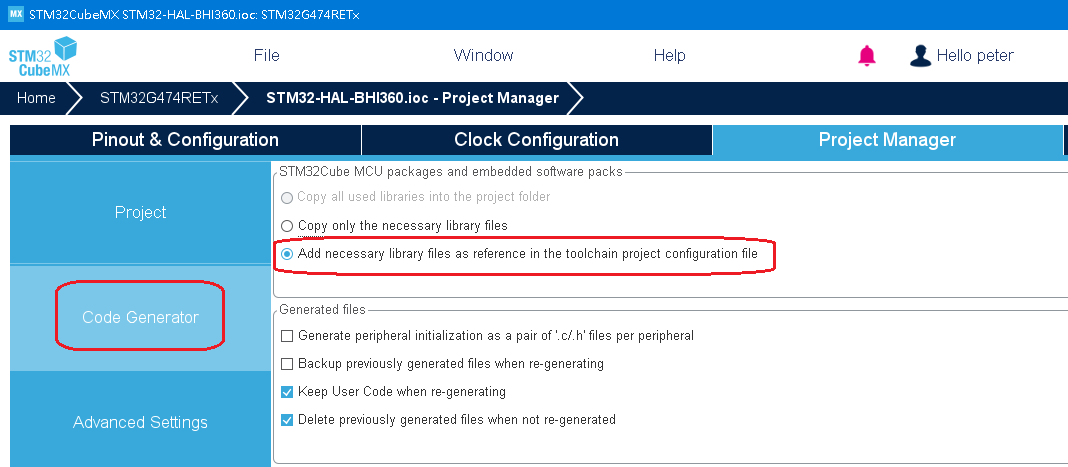 MX STM32CubeMX STM32-HAL-BHI360.ioc: STM32G474RETx
STM32
CubeMX
File
Window
Help
Hello peter
Home
STM32G474RETx
STM32-HAL-BHI360.ioc - Project Manager
Pinout & Configuration
Clock Configuration
Project Manager
Project
Code Generator
Advanced Settings
STM32Cube MCU packages and embedded software packs
Copy all used libraries into the project folder
Copy only the necessary library files
Add necessary library files as reference in the toolchain project configuration file
Generated files
Generate peripheral initialization as a pair of '.c/.h' files per peripheral
Backup previously generated files when re-generating
Keep User Code when re-generating
Delete previously generated files when not re-generated